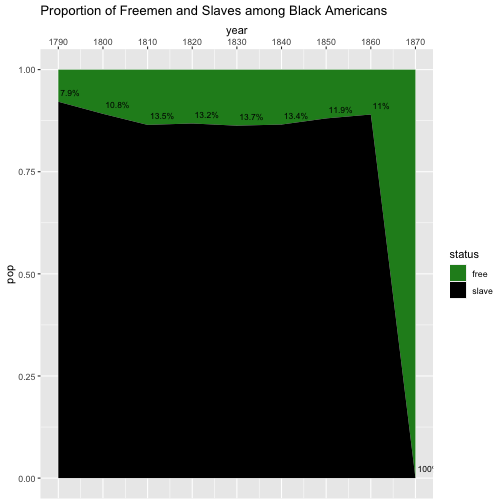 Proportion of Freemen and Slaves among Black Americans
year
1790 1800 1810 1820 1830 1840 1850 1860 1870
1.00
7.9%
10.8%
13.5%
13.2%
13.7%
13.4%
11.9%
11%
0.75
pop
0.50
status
free
slave
0.25
0.00
100